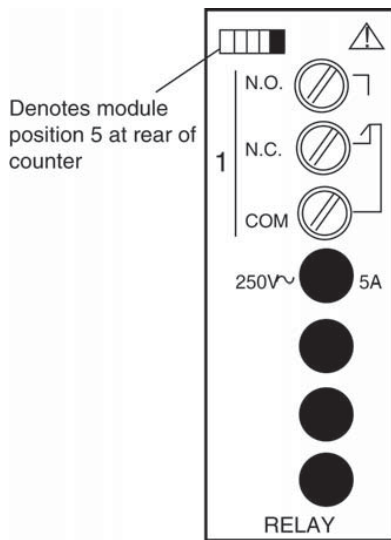 Denotes module
position 5 at rear of
counter
1
N.O.
N.C.
COM
250V~ 5A
RELAY